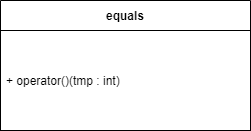 equals
+ operator()(tmp : int)